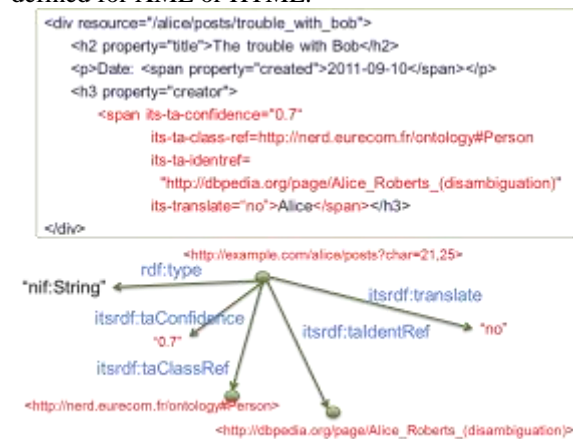 defined for XML or HTML.
<div resource="/alice/posts/trouble_with_bob">
<h2 property="title">The trouble with Bob</h2>
<p>Date: <span property="created">2011-09-10</span></p>
<h3 property="creator">
<span its-ta-confidence="0.7"
its-ta-class-ref=http://nerd.eurecom.fr/ontology#Person
its-ta-identref=
"http://dbpedia.org/page/Alice_Roberts_(disambiguation)"
its-translate="no">Alice</span></h3>
</div>
<http://example.com/alice/posts?char=21,25>
rdf:type
"nif:String"
itsrdf:translate
itsrdf:taConfidence
itsrdf:taIdentRef
"no"
"0.7"
itsrdf:taClassRef
<http://nerd.eurecom.fr/ontology#Person>
<http://dbpedia.org/page/Alice_Roberts_(disambiguation)>